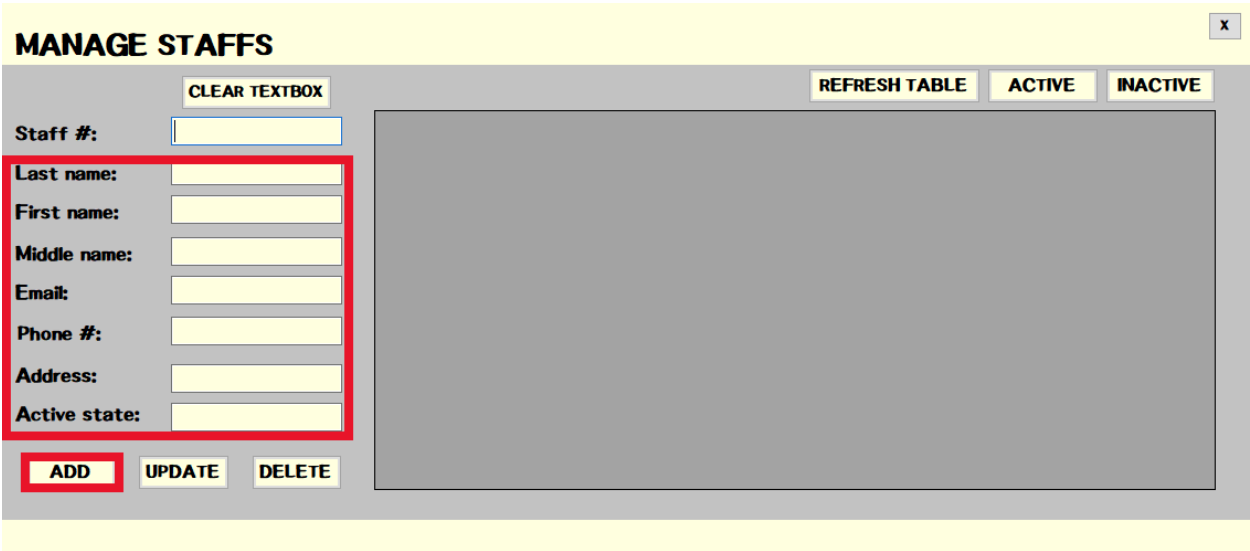 x
MANAGE STAFFS
CLEAR TEXTBOX
REFRESH TABLE ACTIVE INACTIVE
Staff #:
Last name:
First name:
Middle name:
Email:
Phone #:
Address:
Active state:
ADD UPDATE DELETE